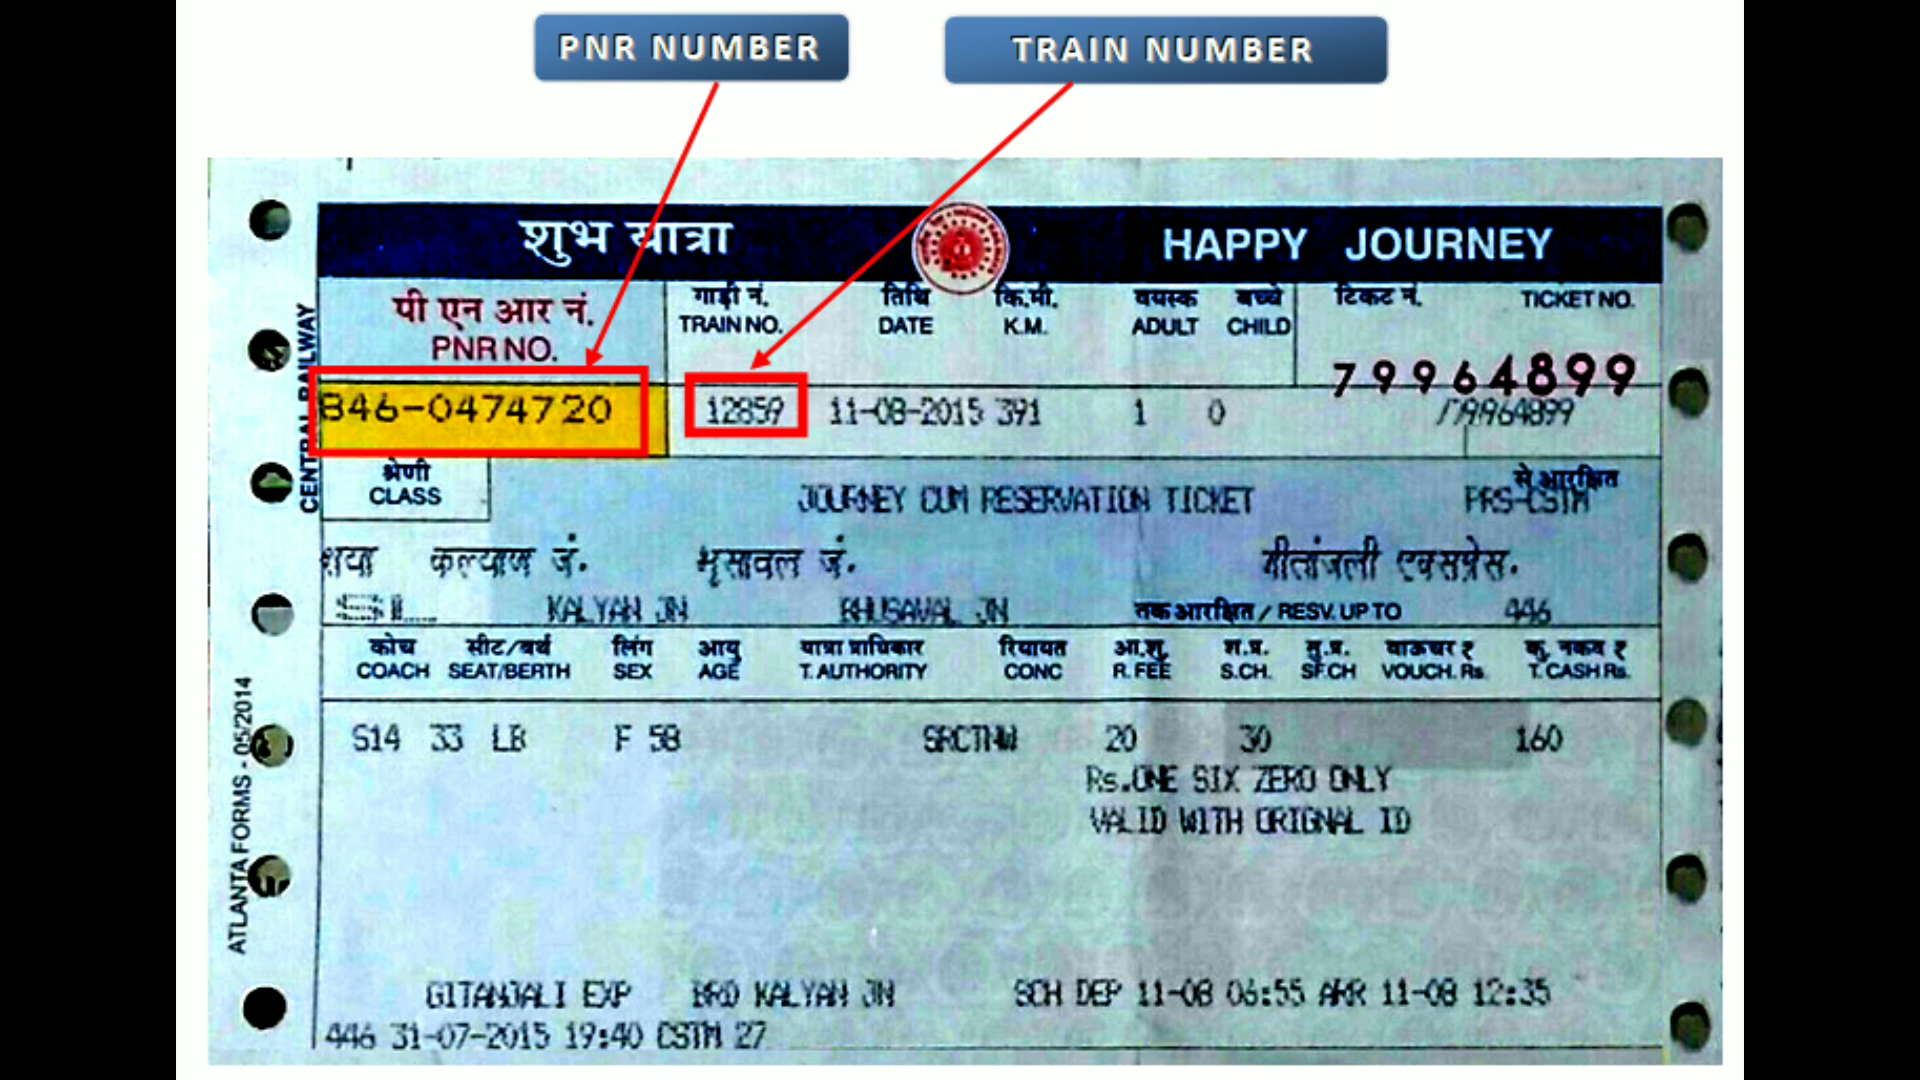 PNR NUMBER TRAIN NUMBER
शुभ यात्रा HAPPY JOURNEY
पी एन आर नं. गाड़ी नं. तिथि कि.मी. वयस्क बच्चे टिकट नं. TICKET NO.
PNR NO. TRAIN NO. DATE K.M. ADULT CHILD
79964899
846-0474720 12859 11-08-2015 391 1 0 79964899
श्रेणी
CLASS
JOURNEY CUM RESERVATION TICKET PRS-CSTM
से आरक्षित
शया कल्याण जं. भुसावल जं. गीतांजली एक्सप्रेस.
SL KALYAN JN BHUSAVAL JN तक आरक्षित / RESV. UP TO 446
कोच सीट/बर्थ लिंग आयु यात्रा प्राधिकार रियायत आ.शु. श.प्र. सु.प्र. वाऊचर ₹ कु. नकद ₹
COACH SEAT/BERTH SEX AGE T. AUTHORITY CONC R. FEE S.CH. SF.CH VOUCH. Rs. T. CASH Rs.
S14 33 LB F 58 SRCTNW 20 30 160
Rs.ONE SIX ZERO ONLY
VALID WITH ORIGNAL ID
GITANJALI EXP BRD KALYAN JN SCH DEP 11-08 06:55 ARR 11-08 12:35
446 31-07-2015 19:40 CSTM 27
CENTRAL RAILWAY
ATLANTA FORMS - 05/2014